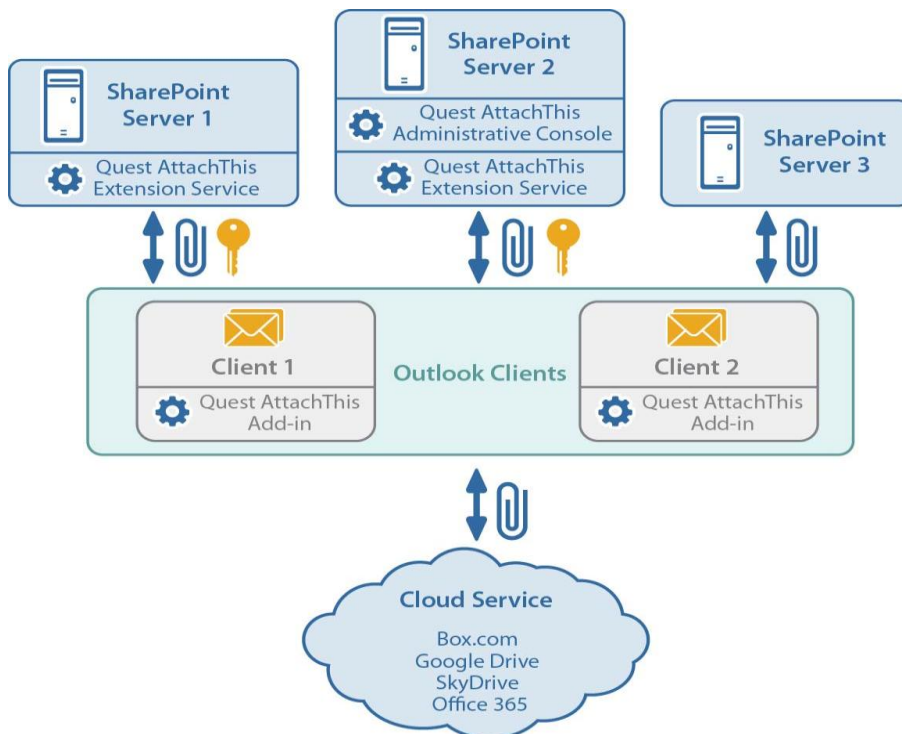 SharePoint
Server 1
Quest AttachThis
Extension Service
SharePoint
Server 2
Quest AttachThis
Administrative Console
Quest AttachThis
Extension Service
SharePoint
Server 3
Client 1
Quest AttachThis
Add-in
Outlook Clients
Client 2
Quest AttachThis
Add-in
Cloud Service
Box.com
Google Drive
SkyDrive
Office 365